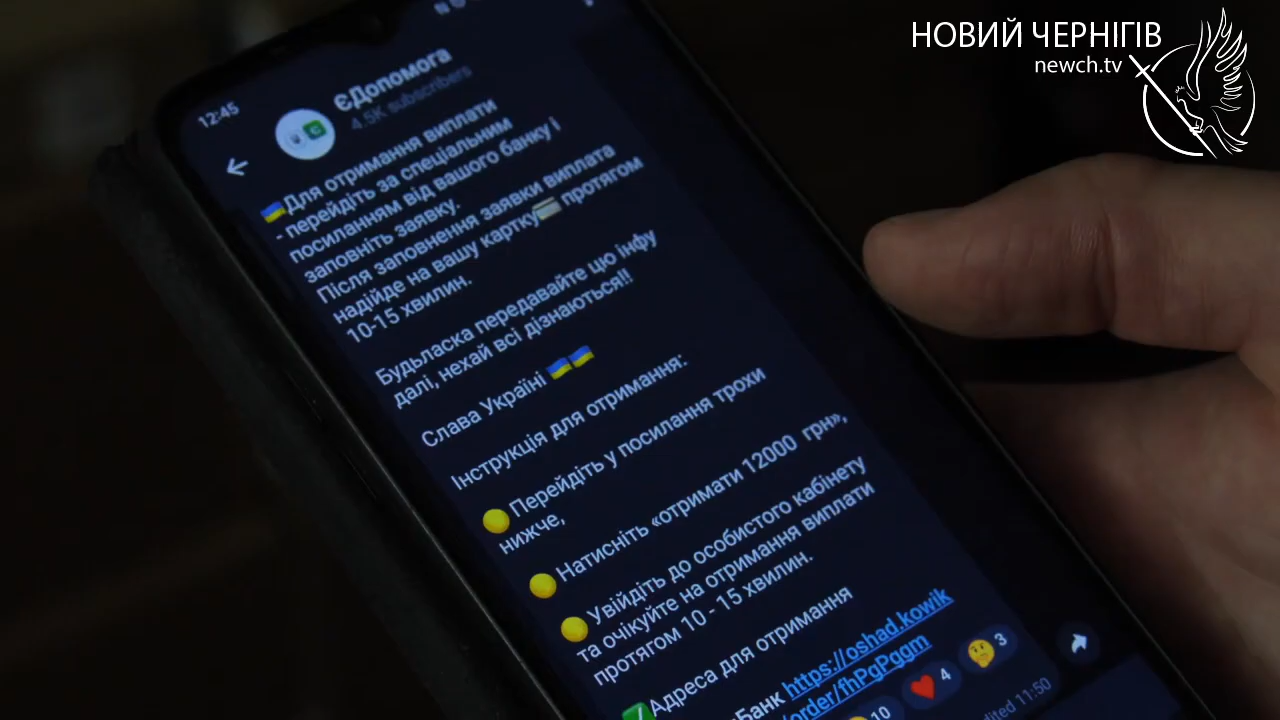 НОВИЙ ЧЕРНІГІВ
newch.tv
12:45
ЄДопомога
4.5K subscribers
Для отримання виплати
- перейдіть за спеціальним
посиланням від вашого банку і
заповніть заявку.
Після заповнення заявки виплата
надійде на вашу картку протягом
10-15 хвилин.
Будьласка передавайте цю інфу
далі, нехай всі дізнаються!!
Слава Україні
Інструкція для отримання:
Перейдіть у посилання трохи
нижче,
Натисніть «отримати 12000 грн»,
Увійдіть до особистого кабінету
та очікуйте на отримання виплати
протягом 10 - 15 хвилин.
Адреса для отримання
Банк https://oshad.kowik
/order/fhPgPggm
10 4 3
11:50